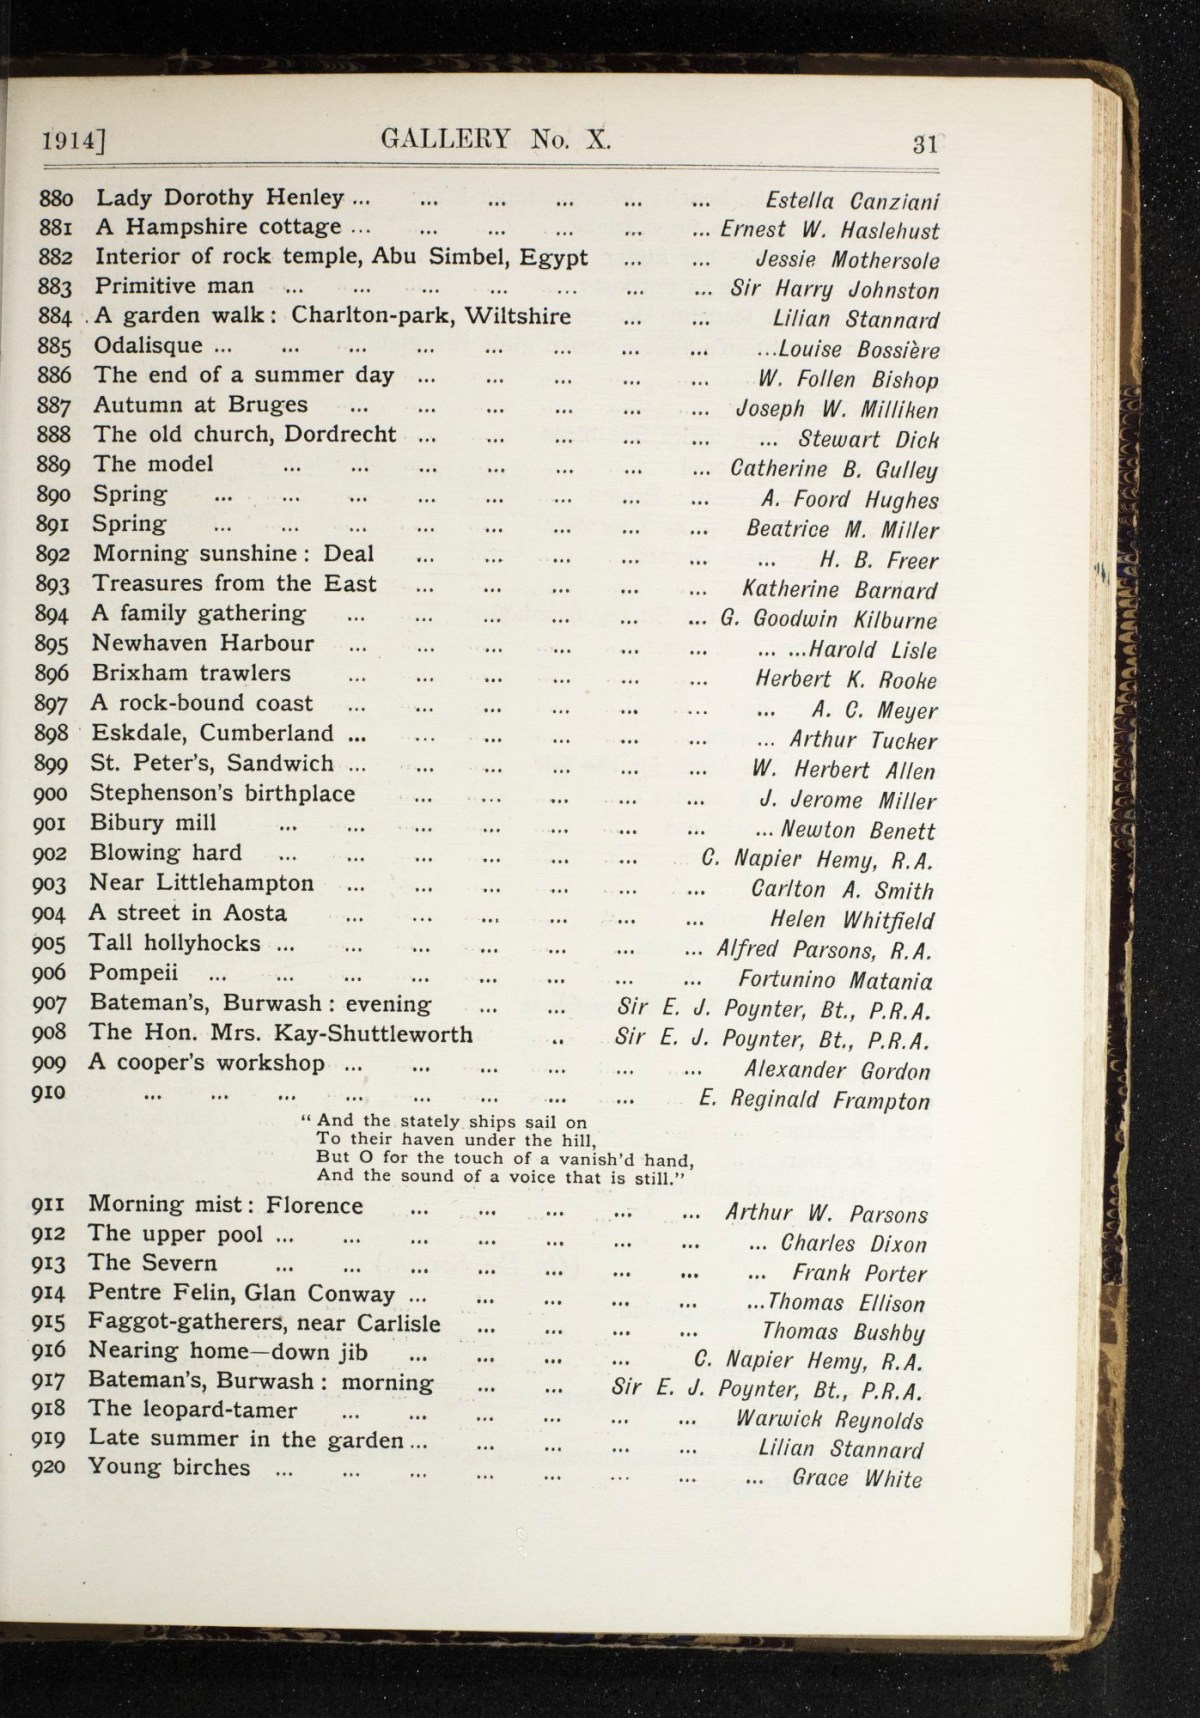 1914] GALLERY No. X. 31
880 Lady Dorothy Henley ... ... ... ... ... ... Estella Canziani
881 A Hampshire cottage ... ... ... ... ... ... Ernest W. Haslehust
882 Interior of rock temple, Abu Simbel, Egypt ... ... Jessie Mothersole
883 Primitive man ... ... ... ... ... ... ... Sir Harry Johnston
884 A garden walk : Charlton-park, Wiltshire ... ... Lilian Stannard
885 Odalisque ... ... ... ... ... ... ... ... ...Louise Bossière
886 The end of a summer day ... ... ... ... ... W. Follen Bishop
887 Autumn at Bruges ... ... ... ... ... ... Joseph W. Milliken
888 The old church, Dordrecht ... ... ... ... ... ... Stewart Dick
889 The model ... ... ... ... ... ... ... Catherine B. Gulley
890 Spring ... ... ... ... ... ... ... ... A. Foord Hughes
891 Spring ... ... ... ... ... ... ... ... Beatrice M. Miller
892 Morning sunshine : Deal ... ... ... ... ... ... H. B. Freer
893 Treasures from the East ... ... ... ... ... Katherine Barnard
894 A family gathering ... ... ... ... ... ... G. Goodwin Kilburne
895 Newhaven Harbour ... ... ... ... ... ... ... ...Harold Lisle
896 Brixham trawlers ... ... ... ... ... ... Herbert K. Rooke
897 A rock-bound coast ... ... ... ... ... ... ... A. C. Meyer
898 Eskdale, Cumberland ... ... ... ... ... ... ... Arthur Tucker
899 St. Peter's, Sandwich ... ... ... ... ... ... W. Herbert Allen
900 Stephenson's birthplace ... ... ... ... ... J. Jerome Miller
901 Bibury mill ... ... ... ... ... ... ... ... Newton Benett
902 Blowing hard ... ... ... ... ... ... C. Napier Hemy, R.A.
903 Near Littlehampton ... ... ... ... ... ... Carlton A. Smith
904 A street in Aosta ... ... ... ... ... ... Helen Whitfield
905 Tall hollyhocks ... ... ... ... ... ... ... Alfred Parsons, R.A.
906 Pompeii ... ... ... ... ... ... ... ... Fortunino Matania
907 Bateman's, Burwash : evening ... ... Sir E. J. Poynter, Bt., P.R.A.
908 The Hon. Mrs. Kay-Shuttleworth .. Sir E. J. Poynter, Bt., P.R.A.
909 A cooper's workshop ... ... ... ... ... ... Alexander Gordon
910 ... ... ... ... ... ... ... ... E. Reginald Frampton
" And the stately ships sail on
To their haven under the hill,
But O for the touch of a vanish'd hand,
And the sound of a voice that is still."
911 Morning mist : Florence ... ... ... ... ... Arthur W. Parsons
912 The upper pool ... ... ... ... ... ... ... ... Charles Dixon
913 The Severn ... ... ... ... ... ... ... ... Frank Porter
914 Pentre Felin, Glan Conway ... ... ... ... ... ...Thomas Ellison
915 Faggot-gatherers, near Carlisle ... ... ... ... Thomas Bushby
916 Nearing home—down jib ... ... ... ... C. Napier Hemy, R.A.
917 Bateman's, Burwash : morning ... ... Sir E. J. Poynter, Bt., P.R.A.
918 The leopard-tamer ... ... ... ... ... ... Warwick Reynolds
919 Late summer in the garden ... ... ... ... ... Lilian Stannard
920 Young birches ... ... ... ... ... ... ... ... Grace White